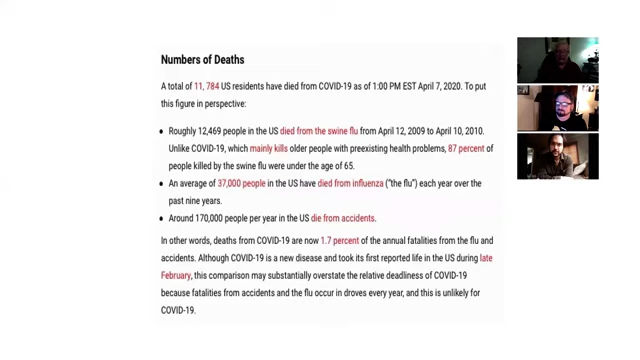 Numbers of Deaths
A total of 11, 784 US residents have died from COVID-19 as of 1:00 PM EST April 7, 2020. To put
this figure in perspective:
• Roughly 12,469 people in the US died from the swine flu from April 12, 2009 to April 10, 2010.
Unlike COVID-19, which mainly kills older people with preexisting health problems, 87 percent of
people killed by the swine flu were under the age of 65.
• An average of 37,000 people in the US have died from influenza ("the flu") each year over the
past nine years.
• Around 170,000 people per year in the US die from accidents.
In other words, deaths from COVID-19 are now 1.7 percent of the annual fatalities from the flu and
accidents. Although COVID-19 is a new disease and took its first reported life in the US during late
February, this comparison may substantially overstate the relative deadliness of COVID-19
because fatalities from accidents and the flu occur in droves every year, and this is unlikely for
COVID-19.